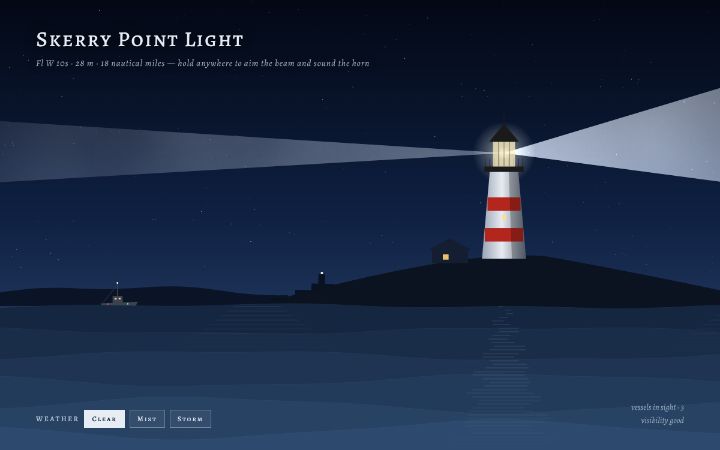 Skerry Point Light
Fl W 10s · 28 m · 18 nautical miles — hold anywhere to aim the beam and sound the horn
WEATHER Clear Mist Storm
vessels in sight · 3
visibility good